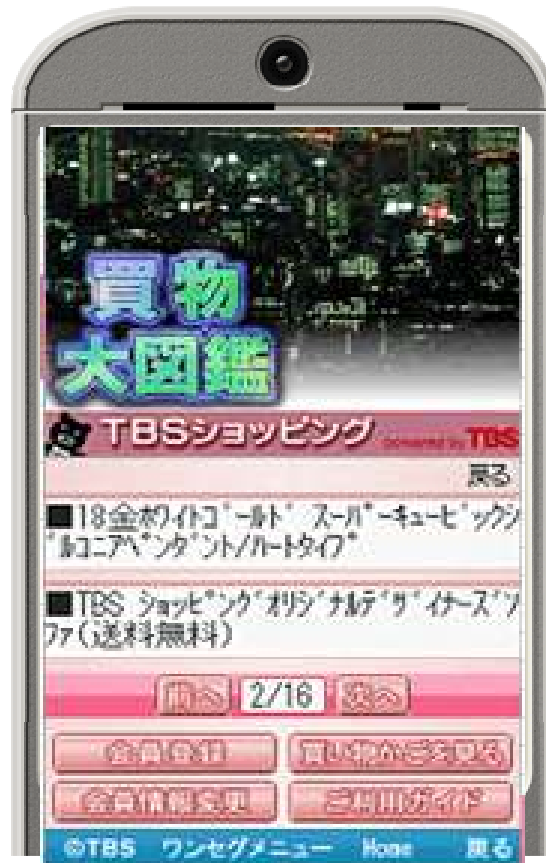 買物
大図鑑
TBSショッピング powered by TBS
戻る
■18金ホワイトゴールド スーパーキュービックジ
ルコニアペンダント/ハートタイプ
■TBS ショッピングオリジナルデザイナーズソ
ファ(送料無料)
前へ 2/16 次へ
会員登録 買い物かごを見る
会員情報変更 ご利用ガイド
©TBS ワンセグメニュー Home 戻る